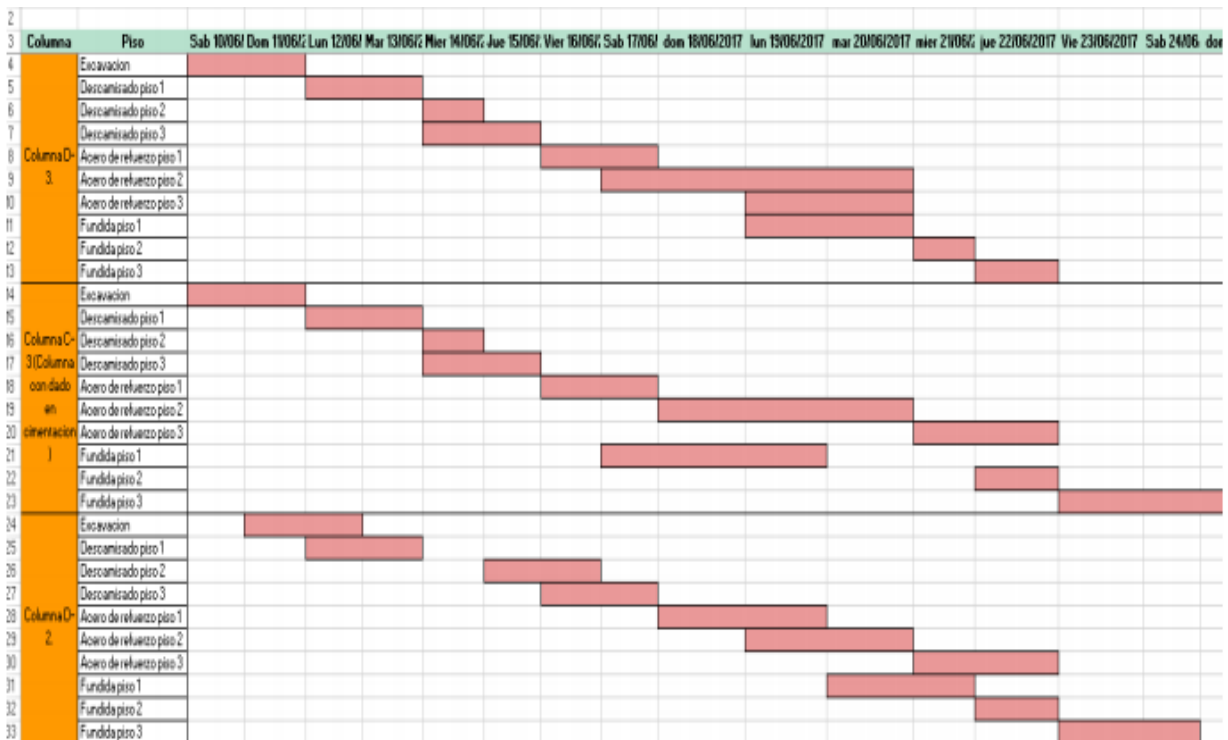 2
3 Columna Piso Sab 10/06/ Dom 11/06/2 Lun 12/06/ Mar 13/06/2 Mier 14/06/2 Jue 15/06/ Vier 16/06/2 Sab 17/06/ dom 18/06/2017 lun 19/06/2017 mar 20/06/2017 mier 21/06/2 jue 22/06/2017 Vie 23/06/2017 Sab 24/06 dom
4 Excavacion
5 Descamisado piso 1
6 Descamisado piso 2
7 Descamisado piso 3
8 Columna D- Acero de refuerzo piso 1
9 3. Acero de refuerzo piso 2
10 Acero de refuerzo piso 3
11 Fundida piso 1
12 Fundida piso 2
13 Fundida piso 3
14 Excavacion
15 Descamisado piso 1
16 Columna C- Descamisado piso 2
17 3 (Columna Descamisado piso 3
18 con dado Acero de refuerzo piso 1
19 en Acero de refuerzo piso 2
20 cimentacion Acero de refuerzo piso 3
21 ) Fundida piso 1
22 Fundida piso 2
23 Fundida piso 3
24 Excavacion
25 Descamisado piso 1
26 Descamisado piso 2
27 Descamisado piso 3
28 Columna D- Acero de refuerzo piso 1
29 2. Acero de refuerzo piso 2
30 Acero de refuerzo piso 3
31 Fundida piso 1
32 Fundida piso 2
33 Fundida piso 3